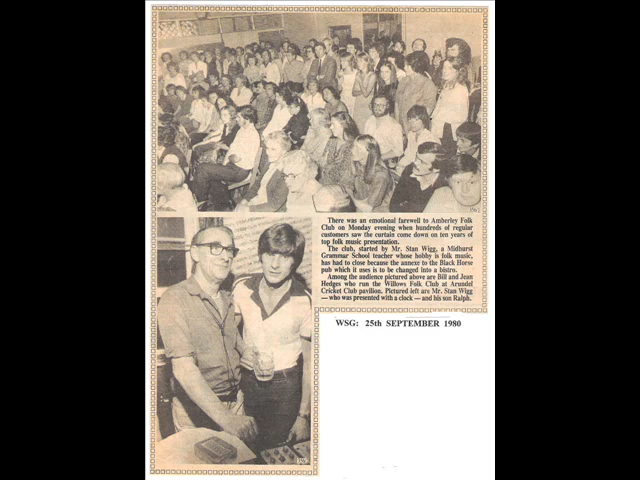 There was an emotional farewell to Amberley Folk
Club on Monday evening when hundreds of regular
customers saw the curtain come down on ten years of
top folk music presentation.
The club, started by Mr. Stan Wigg, a Midhurst
Grammar School teacher whose hobby is folk music,
has had to close because the annexe to the Black Horse
pub which it uses is to be changed into a bistro.
Among the audience pictured above are Bill and Jean
Hedges who run the Willows Folk Club at Arundel
Cricket Club pavilion. Pictured left are Mr. Stan Wigg
— who was presented with a clock — and his son Ralph.
WSG: 25th SEPTEMBER 1980